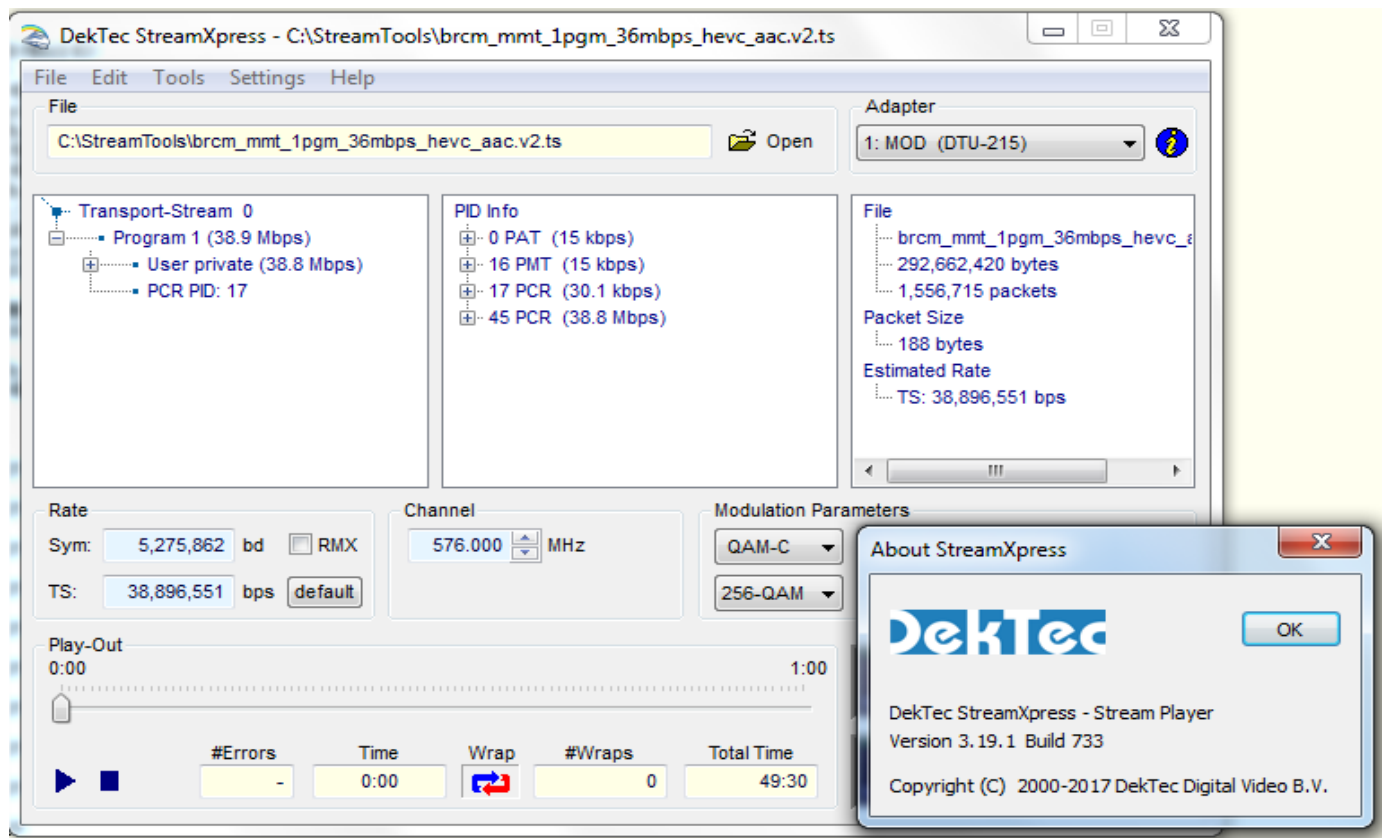 DekTec StreamXpress - C:\StreamTools\brcm_mmt_1pgm_36mbps_hevc_aac.v2.ts
File Edit Tools Settings Help
File
C:\StreamTools\brcm_mmt_1pgm_36mbps_hevc_aac.v2.ts
Open
Adapter
1: MOD (DTU-215)
Transport-Stream 0
Program 1 (38.9 Mbps)
User private (38.8 Mbps)
PCR PID: 17
PID Info
0 PAT (15 kbps)
16 PMT (15 kbps)
17 PCR (30.1 kbps)
45 PCR (38.8 Mbps)
File
brcm_mmt_1pgm_36mbps_hevc_a
292,662,420 bytes
1,556,715 packets
Packet Size
188 bytes
Estimated Rate
TS: 38,896,551 bps
Rate
Sym: 5,275,862 bd RMX
TS: 38,896,551 bps default
Channel
576.000 MHz
Modulation Parameters
QAM-C
256-QAM
Play-Out
0:00 1:00
#Errors Time Wrap #Wraps Total Time
- 0:00 0 49:30
About StreamXpress
DekTec
OK
DekTec StreamXpress - Stream Player
Version 3.19.1 Build 733
Copyright (C) 2000-2017 DekTec Digital Video B.V.